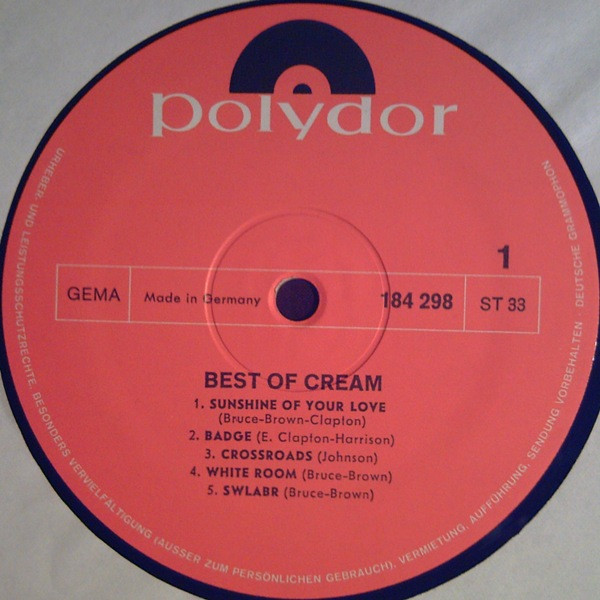 polydor
1
GEMA
Made in Germany
184 298
ST 33
BEST OF CREAM
1. SUNSHINE OF YOUR LOVE
(Bruce-Brown-Clapton)
2. BADGE (E. Clapton-Harrison)
3. CROSSROADS (Johnson)
4. WHITE ROOM (Bruce-Brown)
5. SWLABR (Bruce-Brown)
URHEBER- UND LEISTUNGSSCHUTZRECHTE, BESONDERS VERVIELFÄLTIGUNG (AUSSER ZUM PERSÖNLICHEN GEBRAUCH), VERMIETUNG, AUFFÜHRUNG, SENDUNG VORBEHALTEN · DEUTSCHE GRAMMOPHON